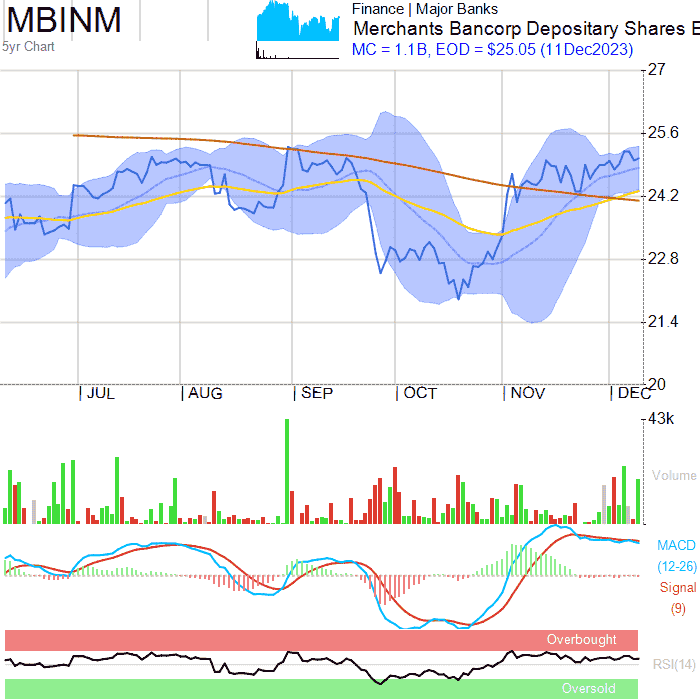 MBINM
5yr Chart
Finance | Major Banks
Merchants Bancorp Depositary Shares E
MC = 1.1B, EOD = $25.05 (11Dec2023)
27
25.6
24.2
22.8
21.4
20
JUL AUG SEP OCT NOV DEC
43k
Volume
MACD
(12-26)
Signal
(9)
Overbought
RSI(14)
Oversold